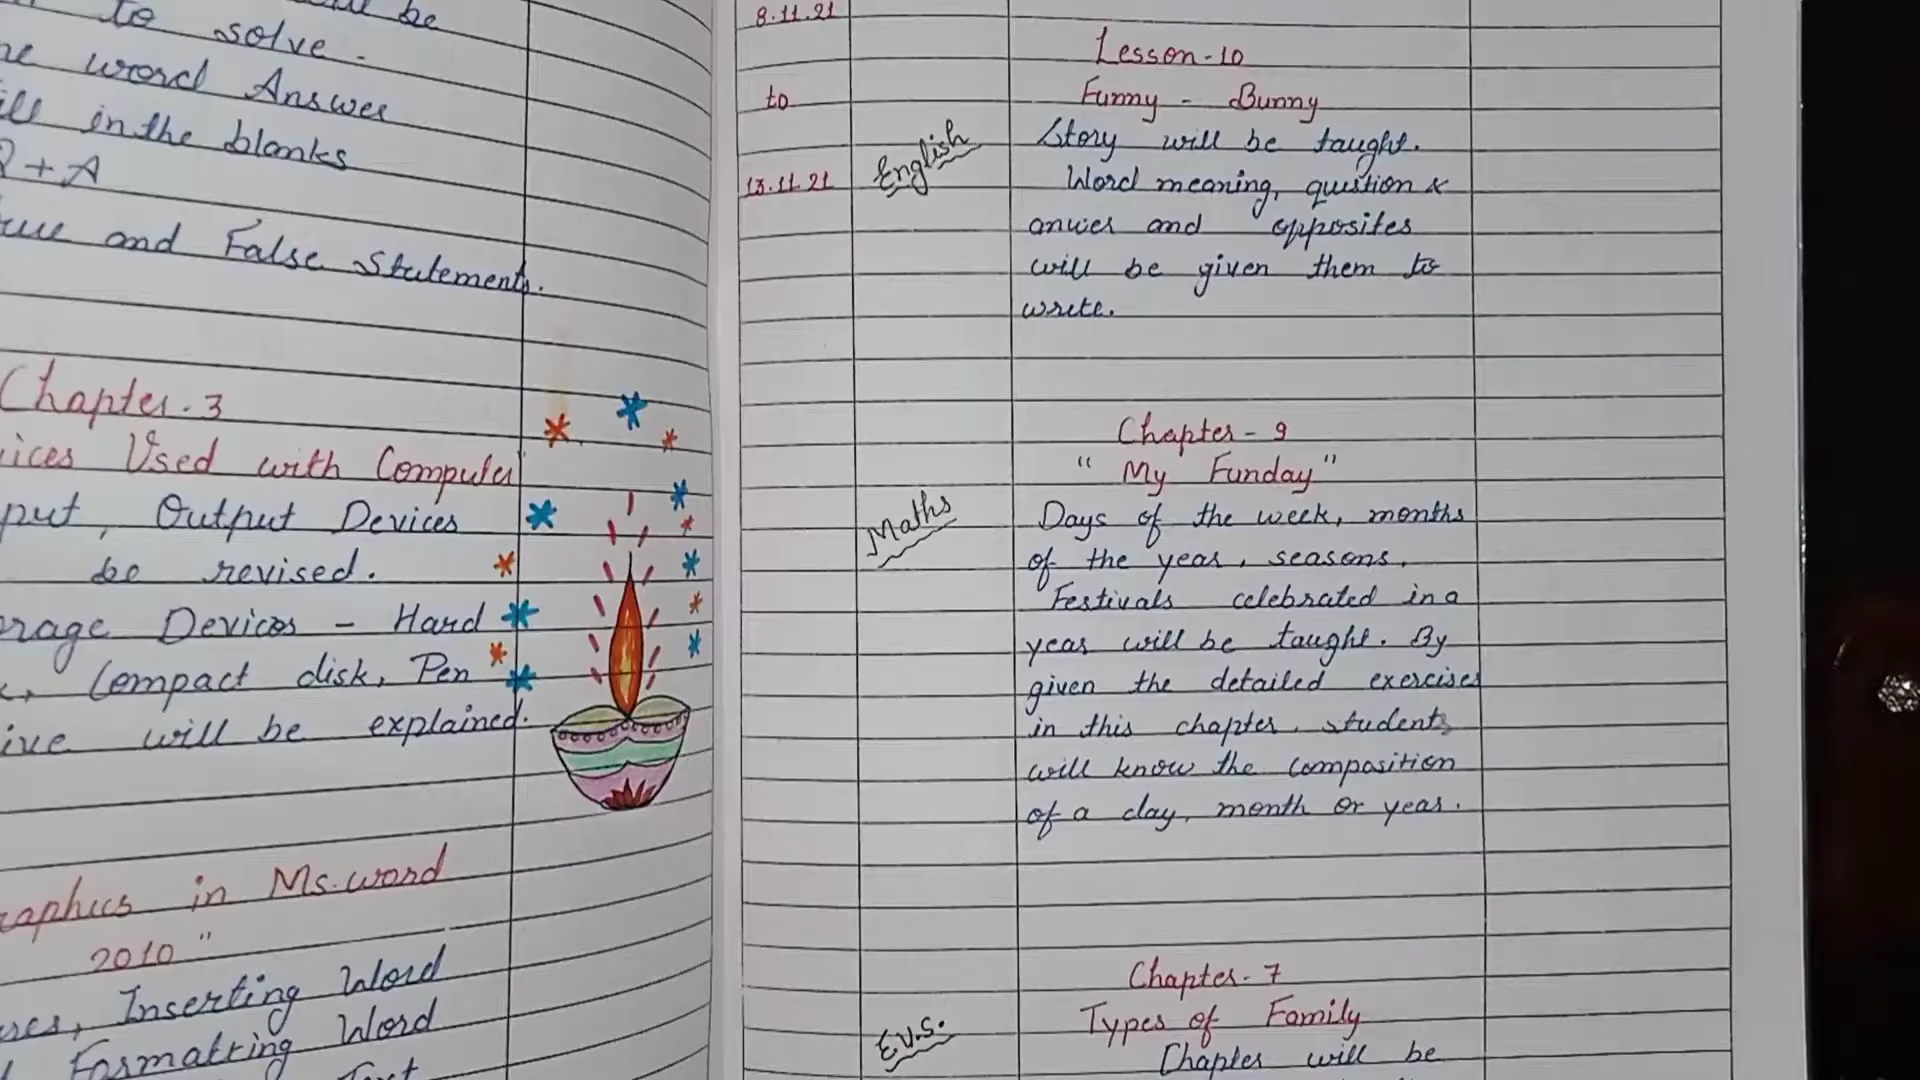 be
to solve.
word Answer
in the blanks
+ A
and False Statements.
Chapter.3
Used with Computer
Output Devices
be revised.
Devices - Hard
Compact disk, Pen
will be explained.
in Ms.word
2010"
Inserting Word
Formatting Word
Text
8.11.21
to
13.11.21
English
Lesson-10
Funny - Bunny
Story will be taught.
Word meaning, question &
anwer and opposites
will be given them to
write.
Maths
Chapter-9
"My Funday"
Days of the week, months
of the year, seasons.
Festivals celebrated in a
year will be taught. By
given the detailed exercises
in this chapter, students
will know the composition
of a day, month or year.
E.V.S.
Chapter-7
Types of Family
Chapter will be